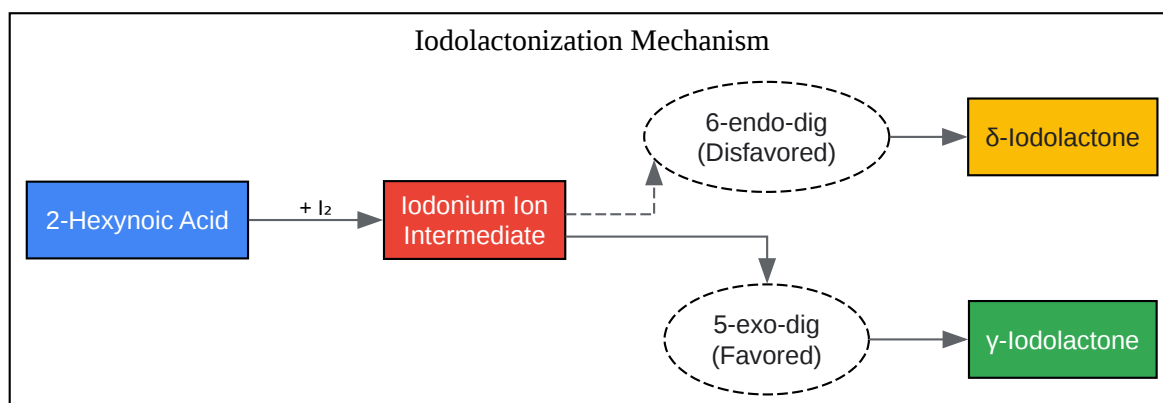 Iodolactonization Mechanism
6-endo-dig
(Disfavored)
δ-Iodolactone
2-Hexynoic Acid
+ I₂
Iodonium Ion
Intermediate
5-exo-dig
(Favored)
γ-Iodolactone